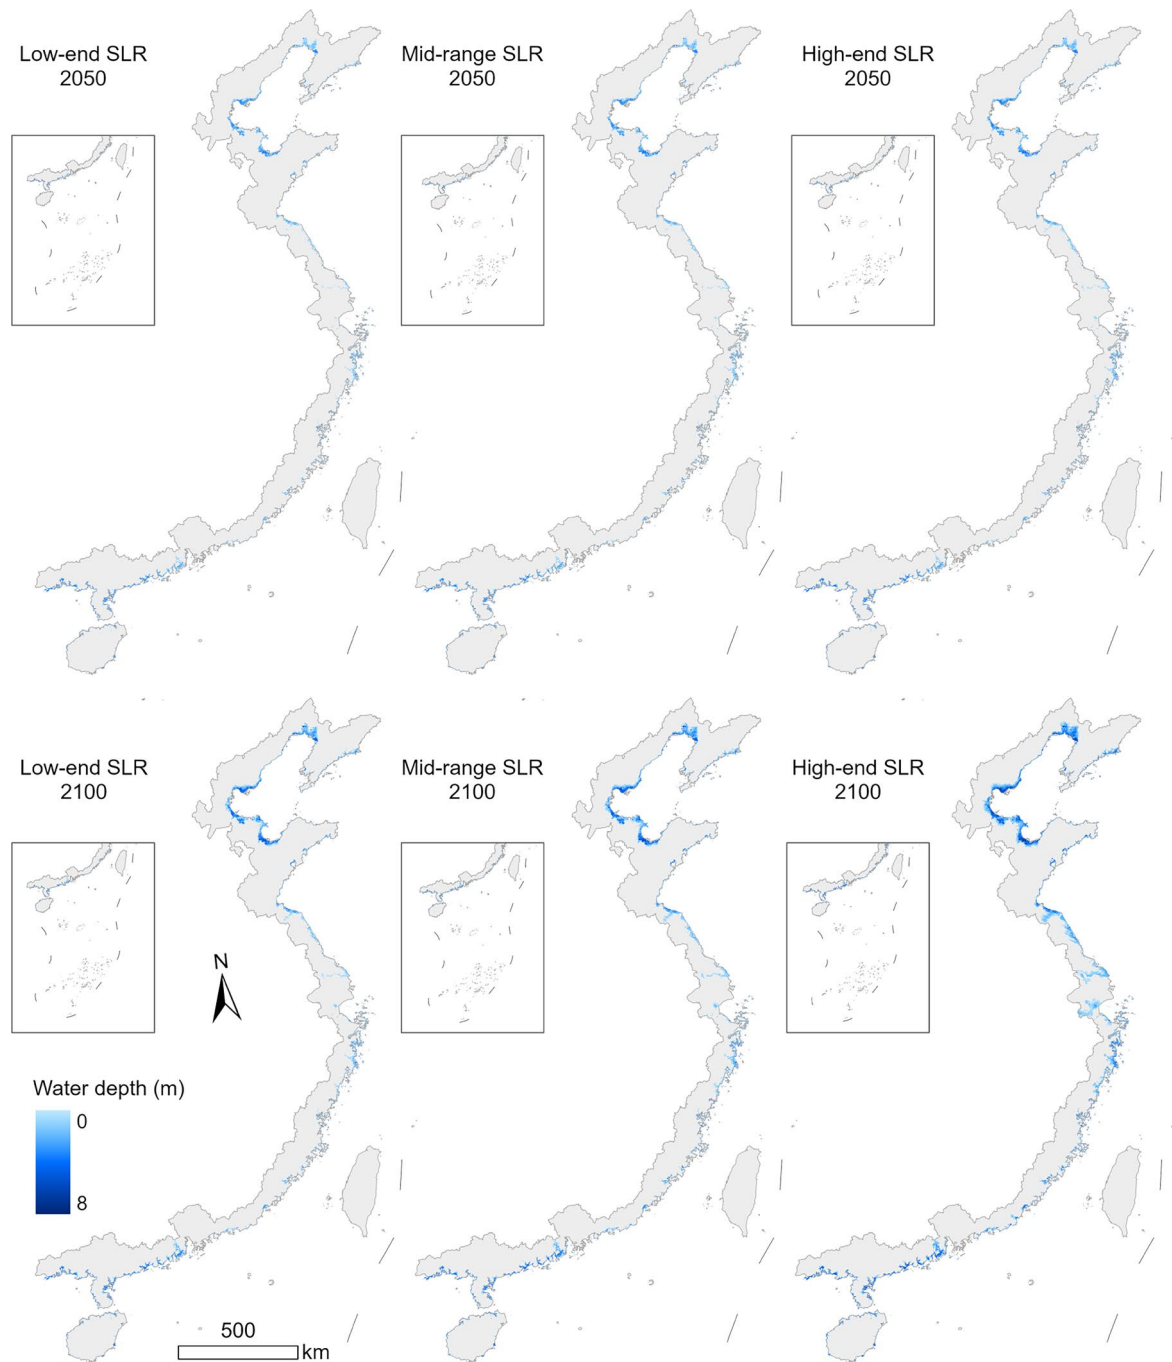 Low-end SLR
2050
Mid-range SLR
2050
High-end SLR
2050
Low-end SLR
2100
Mid-range SLR
2100
High-end SLR
2100
N
Water depth (m)
0
8
500
km